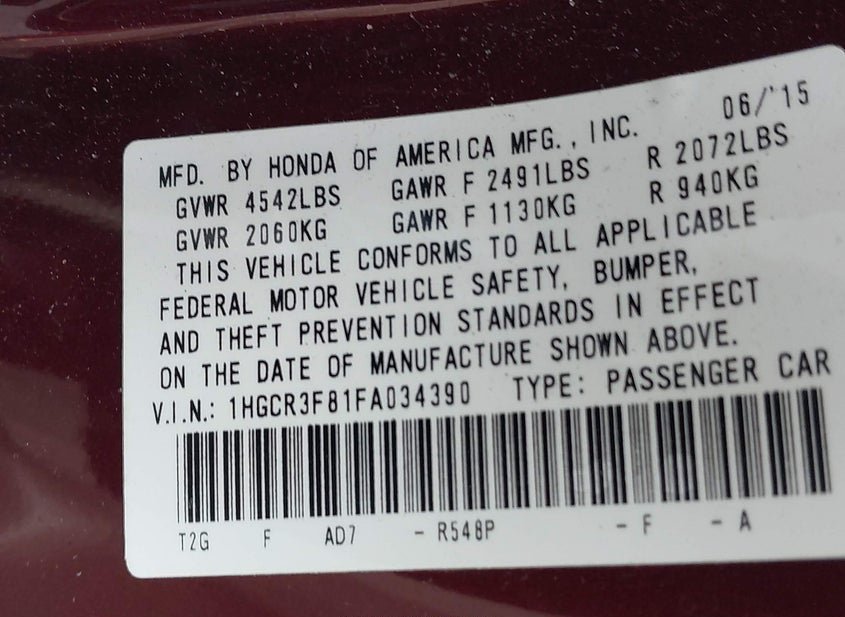 06/'15
MFD. BY HONDA OF AMERICA MFG., INC.
GVWR 4542LBS GAWR F 2491LBS R 2072LBS
GVWR 2060KG GAWR F 1130KG R 940KG
THIS VEHICLE CONFORMS TO ALL APPLICABLE
FEDERAL MOTOR VEHICLE SAFETY, BUMPER,
AND THEFT PREVENTION STANDARDS IN EFFECT
ON THE DATE OF MANUFACTURE SHOWN ABOVE.
V.I.N.: 1HGCR3F81FA034390 TYPE: PASSENGER CAR
T2G F AD7 - R548P - F - A